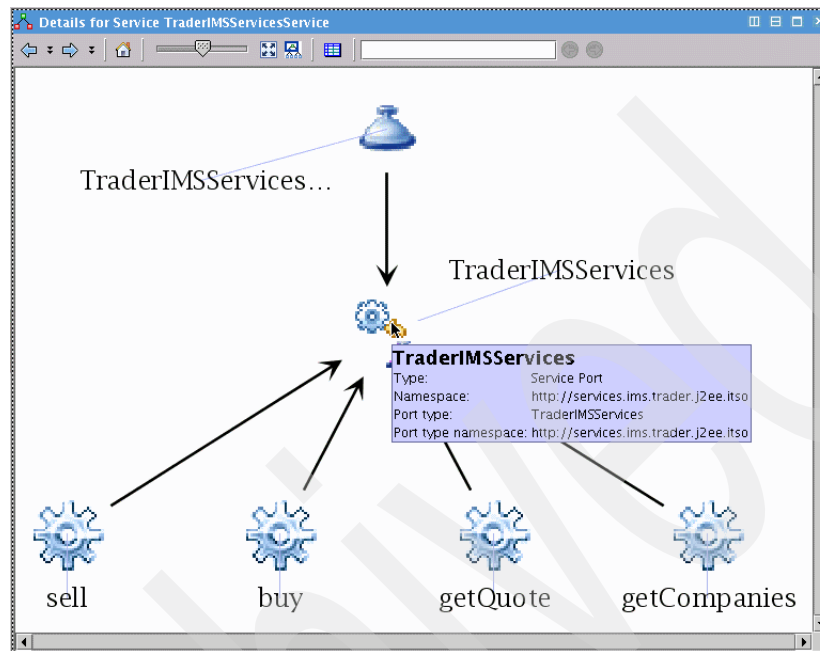 Details for Service TraderIMSServicesService
TraderIMSServices...
TraderIMSServices
TraderIMSServices
Type: Service Port
Namespace: http://services.ims.trader.j2ee.itso
Port type: TraderIMSServices
Port type namespace: http://services.ims.trader.j2ee.itso
sell buy getQuote getCompanies